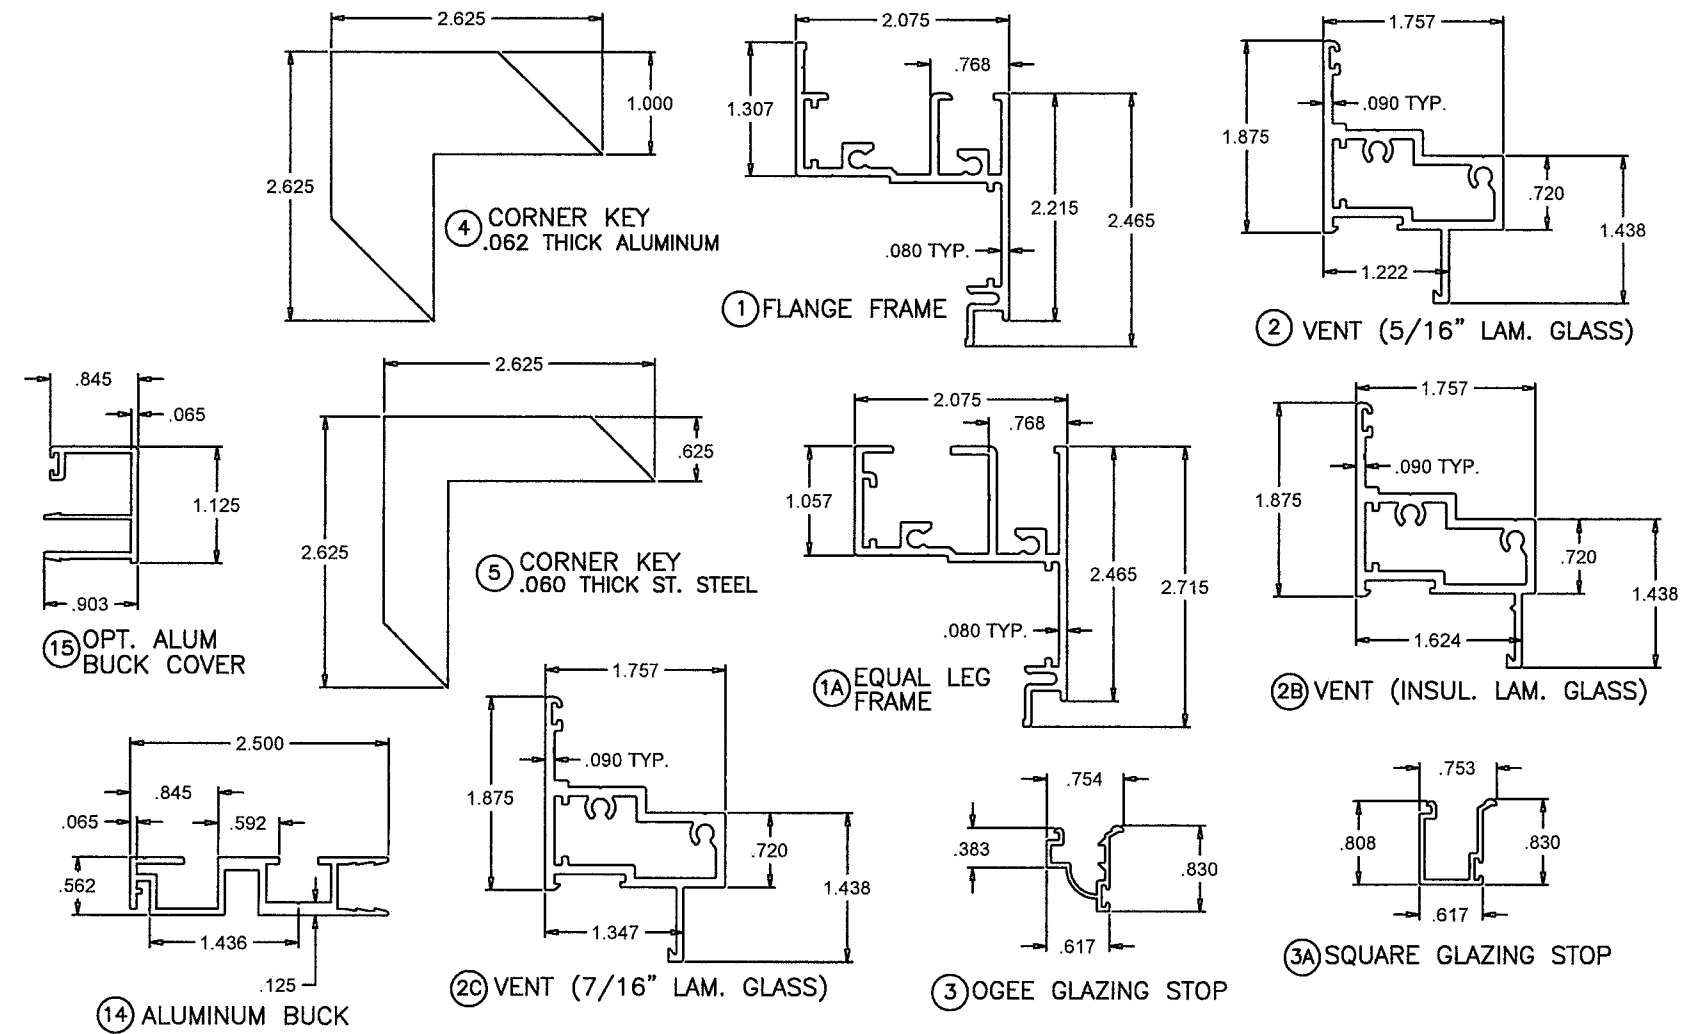 2.625
2.625
1.000
4 CORNER KEY
.062 THICK ALUMINUM
2.075
.768
1.307
2.215
2.465
.080 TYP.
1 FLANGE FRAME
1.757
.090 TYP.
1.875
.720
1.438
1.222
2 VENT (5/16" LAM. GLASS)
.845
.065
1.125
.903
15 OPT. ALUM
BUCK COVER
2.625
.625
2.625
5 CORNER KEY
.060 THICK ST. STEEL
2.075
.768
1.057
2.465
2.715
.080 TYP.
1A EQUAL LEG
FRAME
1.757
.090 TYP.
1.875
.720
1.438
1.624
2B VENT (INSUL. LAM. GLASS)
2.500
.845
.065
.592
.562
1.436
.125
14 ALUMINUM BUCK
1.757
.090 TYP.
1.875
.720
1.438
1.347
2C VENT (7/16" LAM. GLASS)
.754
.383
.830
.617
3 OGEE GLAZING STOP
.753
.808
.830
.617
3A SQUARE GLAZING STOP